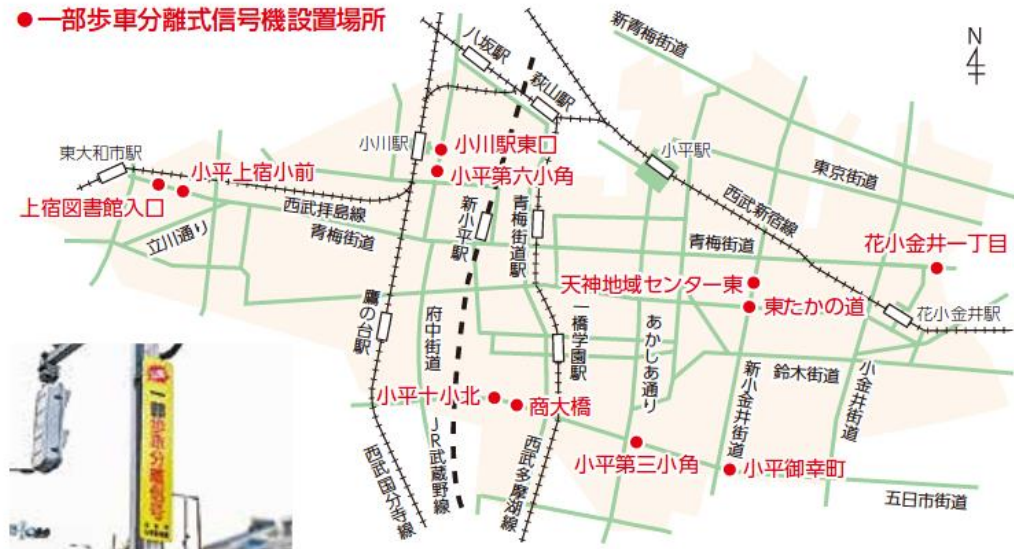 ●一部歩車分離式信号機設置場所
新青梅街道
N
八坂駅
萩山駅
小川駅
小川駅東口
小平駅
東大和市駅
小平上宿小前
小平第六小角
東京街道
上宿図書館入口
西武拝島線
西武新宿線
立川通り
青梅街道
新小平駅
青梅街道駅
青梅街道
花小金井一丁目
天神地域センター東
東たかの道
花小金井駅
鷹の台駅
府中街道
一橋学園駅
あかしあ通り
新小金井街道
鈴木街道
小金井街道
小平十小北
商大橋
小平第三小角
小平御幸町
五日市街道
西武国分寺線
JR武蔵野線
西武多摩湖線
一部歩車分離信号